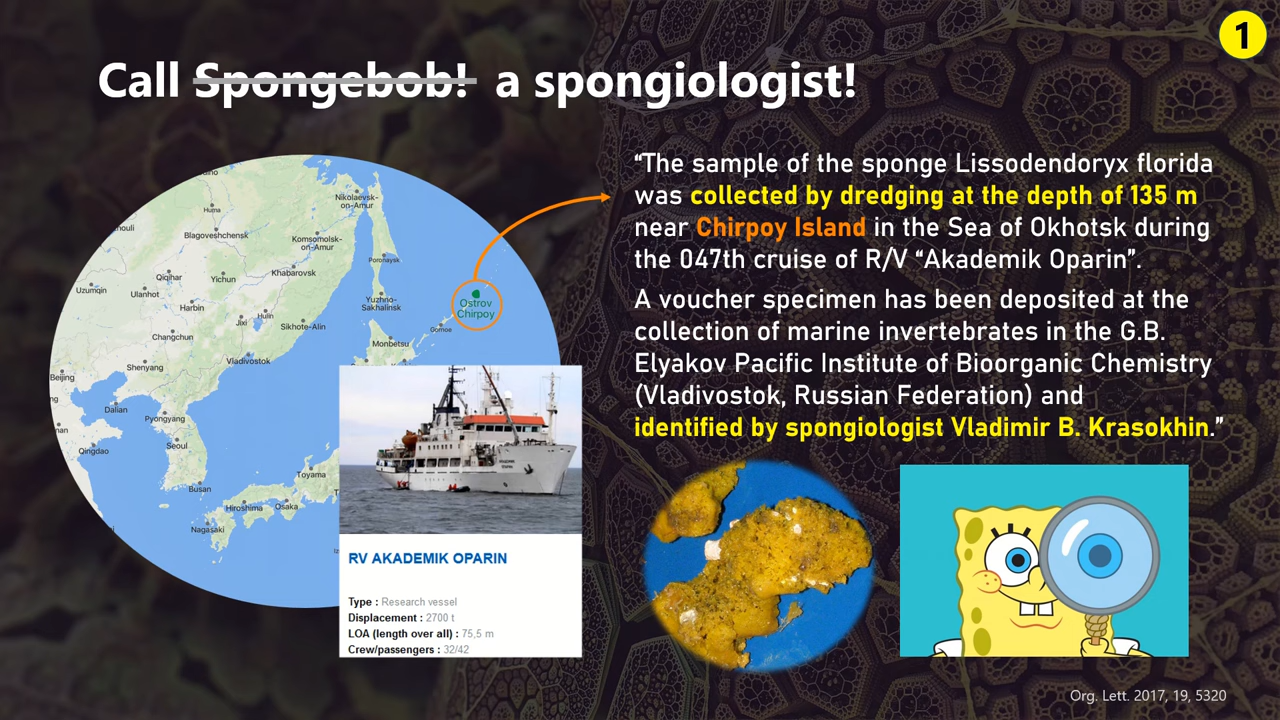 1
Call Spongebob! a spongiologist!
“The sample of the sponge Lissodendoryx florida
was collected by dredging at the depth of 135 m
near Chirpoy Island in the Sea of Okhotsk during
the 047th cruise of R/V “Akademik Oparin”.
A voucher specimen has been deposited at the
collection of marine invertebrates in the G.B.
Elyakov Pacific Institute of Bioorganic Chemistry
(Vladivostok, Russian Federation) and
identified by spongiologist Vladimir B. Krasokhin.”
Nikolaevsk-
on-Amur
Huma
Blagoveshchensk
Komsomolsk-
on-Amur
Poronaysk
Khabarovsk
Qiqihar
Yichun
Uzumqin
Ulanhot
Harbin
Yuzhno-
Sakhalinsk
Ostrov
Chirpoy
Jixi
Hulin
Sikhote-Alin
Gornoe
Changchun
Monbetsu
Vladivostok
Shenyang
Beijing
Dalian
Pyongyang
Seoul
Qingdao
Busan
Toyama
Hiroshima
Osaka
Nagasaki
RV AKADEMIK OPARIN
Type : Research vessel
Displacement : 2700 t
LOA (length over all) : 75,5 m
Crew/passengers : 32/42
Org. Lett. 2017, 19, 5320